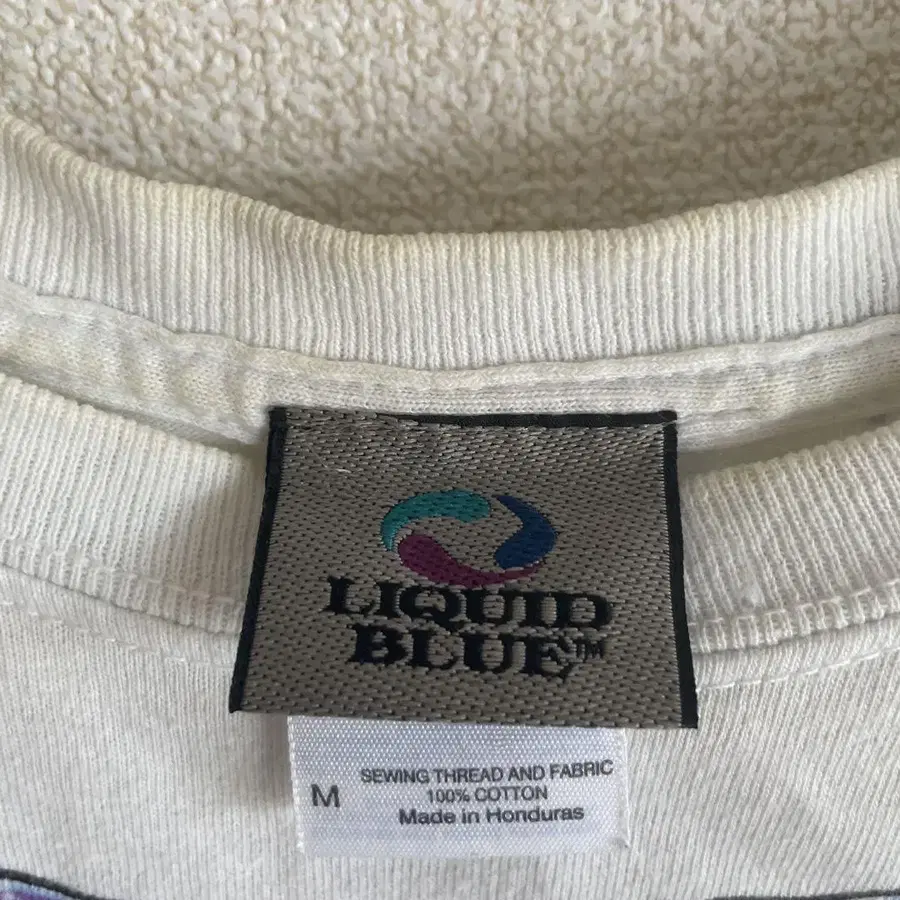 LIQUID
BLUE™
M
SEWING THREAD AND FABRIC
100% COTTON
Made in Honduras